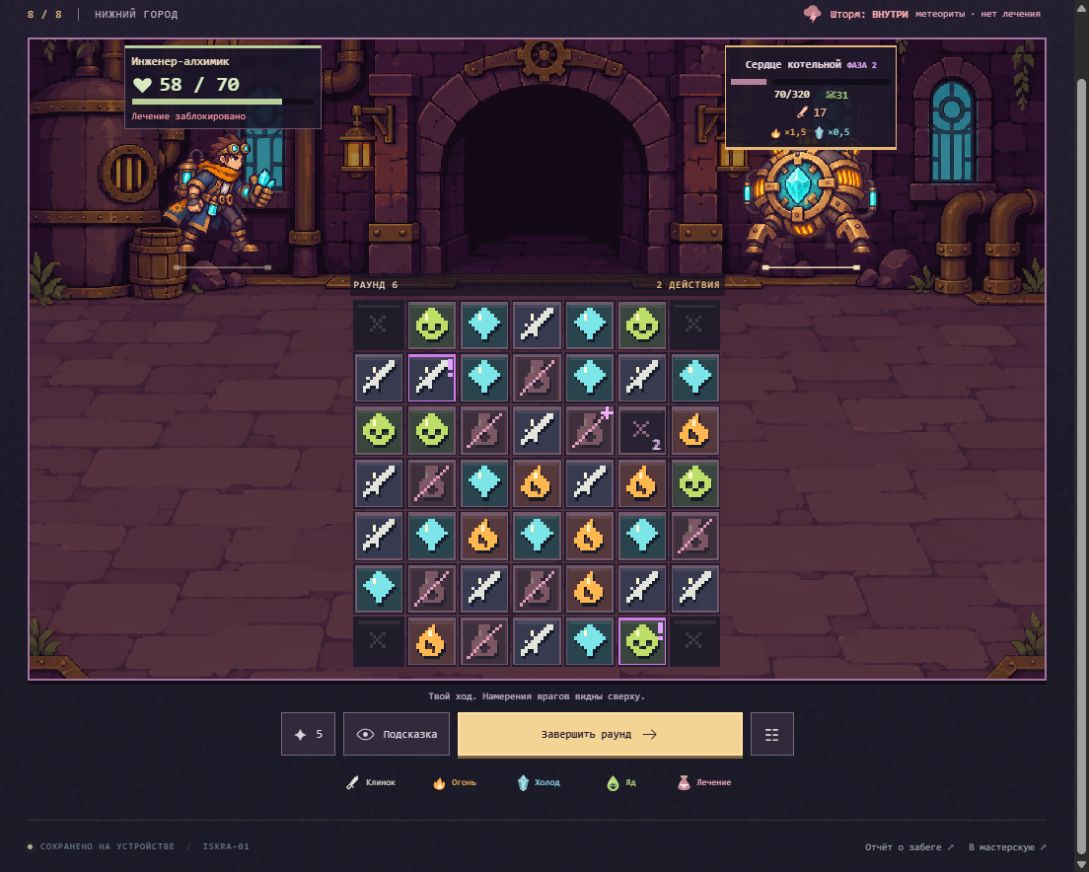 8 / 8 | НИЖНИЙ ГОРОД
Шторм: ВНУТРИ метеориты · нет лечения
Инженер-алхимик
58 / 70
Лечение заблокировано
Сердце котельной ФАЗА 2
70/320 31
17
×1,5 ×0,5
РАУНД 6
2 ДЕЙСТВИЯ
!
+
2
!
Твой ход. Намерения врагов видны сверху.
5
Подсказка
Завершить раунд →
Клинок
Огонь
Холод
Яд
Лечение
СОХРАНЕНО НА УСТРОЙСТВЕ / ISKRA-01
Отчёт о забеге ↗
В мастерскую ↗